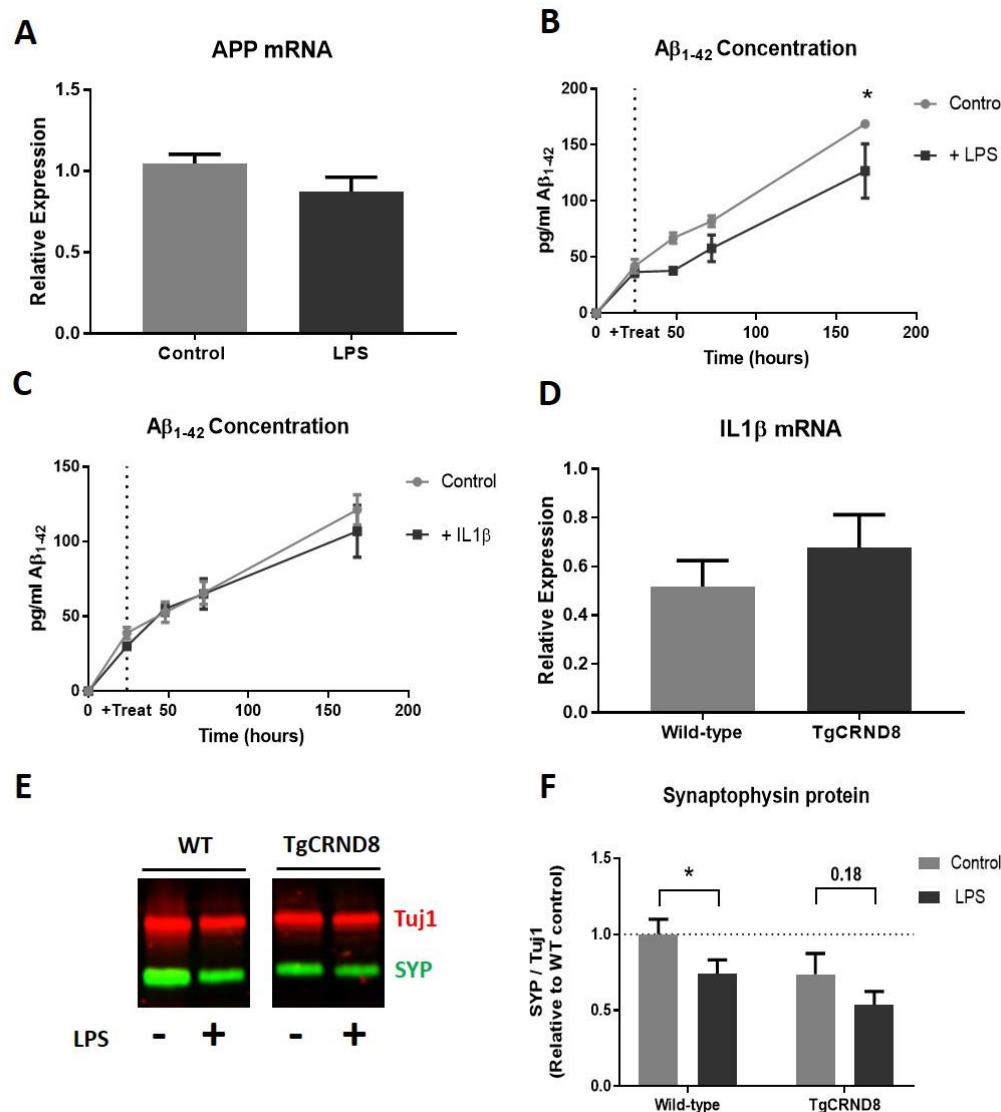 A
APP mRNA
Relative Expression
1.5
1.0
0.5
0.0
Control
LPS
B
Aβ1-42 Concentration
pg/ml Aβ1-42
200
150
100
50
0
0 +Treat 50 100 150 200
Time (hours)
*
Contro
+ LPS
C
Aβ1-42 Concentration
pg/ml Aβ1-42
150
100
50
0
0 +Treat 50 100 150 200
Time (hours)
Control
+ IL1β
D
IL1β mRNA
Relative Expression
1.0
0.8
0.6
0.4
0.2
0.0
Wild-type
TgCRND8
E
WT
TgCRND8
Tuj1
SYP
LPS - + - +
F
Synaptophysin protein
SYP / Tuj1
(Relative to WT control)
1.5
1.0
0.5
0.0
*
0.18
Wild-type
TgCRND8
Control
LPS